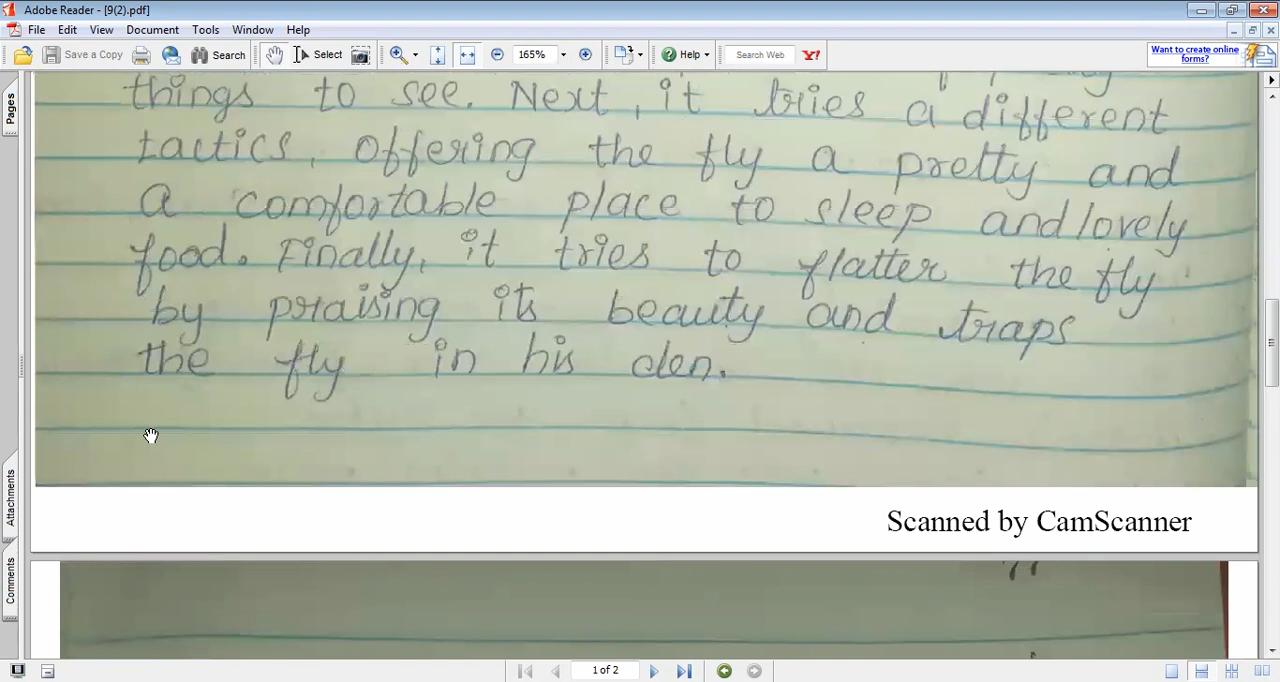 Adobe Reader - [9(2).pdf]
File Edit View Document Tools Window Help
Save a Copy Search Select 165% Help Search Web Y! Want to create online forms?
Pages
things to see. Next, it tries a different
tactics, offering the fly a pretty and
a comfortable place to sleep and lovely
food. Finally, it tries to flatter the fly
by praising its beauty and traps
the fly in his den.
Scanned by CamScanner
Attachments
Comments
1 of 2